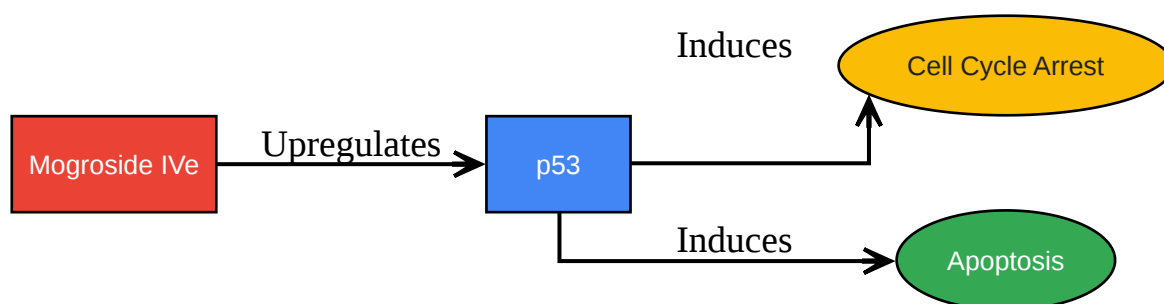 Induces
Cell Cycle Arrest
Mogroside IVe
Upregulates
p53
Induces
Apoptosis